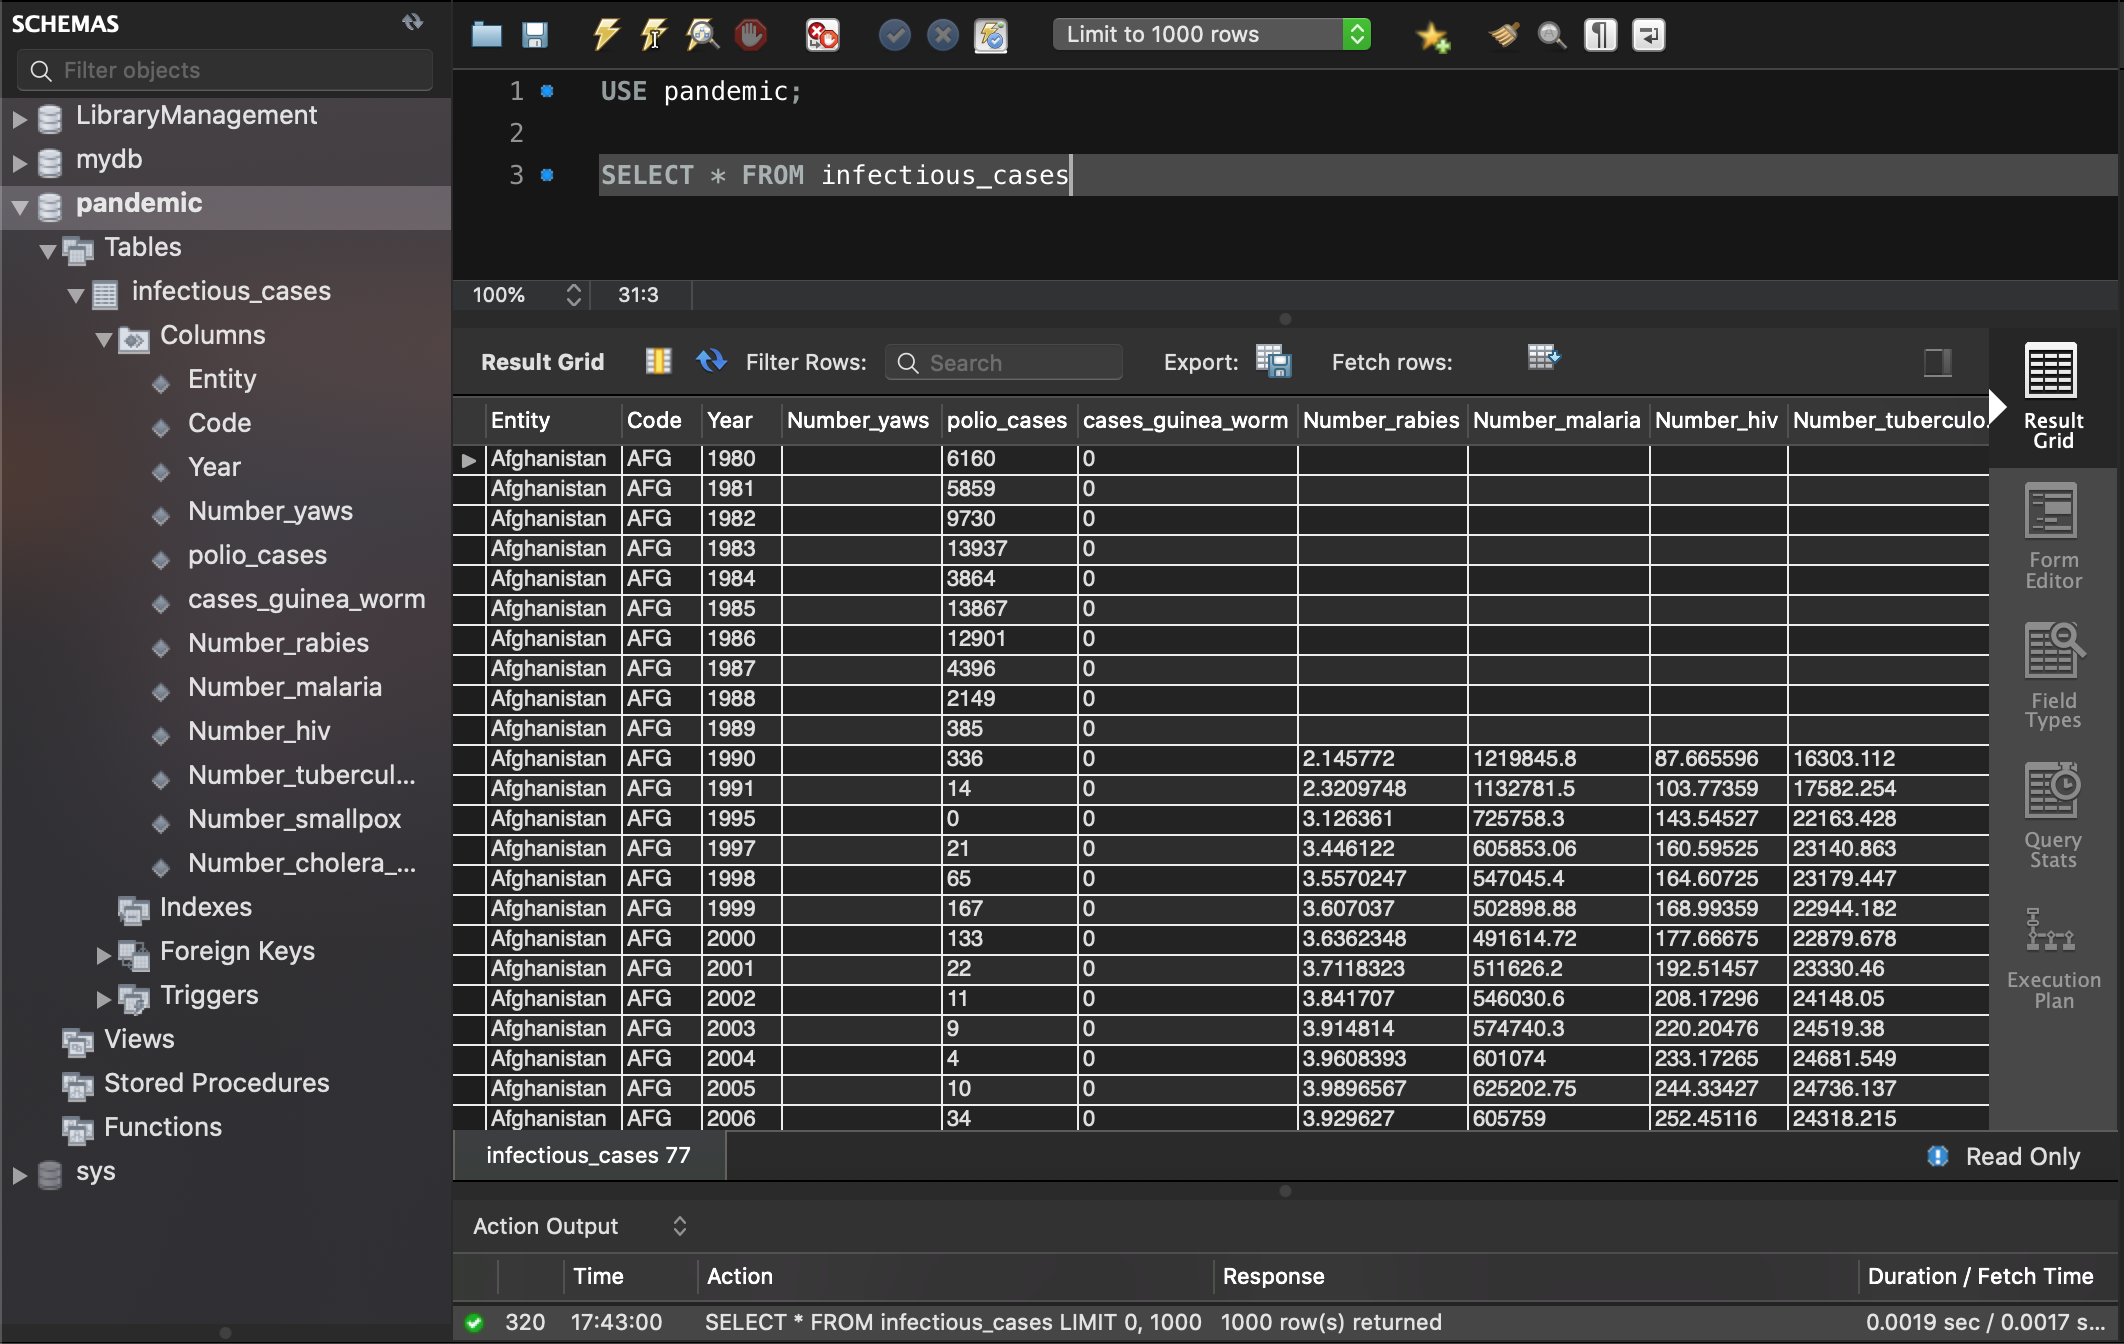 SCHEMAS
Filter objects
LibraryManagement
mydb
pandemic
Tables
infectious_cases
Columns
Entity
Code
Year
Number_yaws
polio_cases
cases_guinea_worm
Number_rabies
Number_malaria
Number_hiv
Number_tubercul...
Number_smallpox
Number_cholera_...
Indexes
Foreign Keys
Triggers
Views
Stored Procedures
Functions
sys
Limit to 1000 rows
1 USE pandemic;
2
3 SELECT * FROM infectious_cases
100% 31:3
Result Grid Filter Rows: Search Export: Fetch rows:
Entity Code Year Number_yaws polio_cases cases_guinea_worm Number_rabies Number_malaria Number_hiv Number_tuberculo.
Afghanistan AFG 1980 6160 0
Afghanistan AFG 1981 5859 0
Afghanistan AFG 1982 9730 0
Afghanistan AFG 1983 13937 0
Afghanistan AFG 1984 3864 0
Afghanistan AFG 1985 13867 0
Afghanistan AFG 1986 12901 0
Afghanistan AFG 1987 4396 0
Afghanistan AFG 1988 2149 0
Afghanistan AFG 1989 385 0
Afghanistan AFG 1990 336 0 2.145772 1219845.8 87.665596 16303.112
Afghanistan AFG 1991 14 0 2.3209748 1132781.5 103.77359 17582.254
Afghanistan AFG 1995 0 0 3.126361 725758.3 143.54527 22163.428
Afghanistan AFG 1997 21 0 3.446122 605853.06 160.59525 23140.863
Afghanistan AFG 1998 65 0 3.5570247 547045.4 164.60725 23179.447
Afghanistan AFG 1999 167 0 3.607037 502898.88 168.99359 22944.182
Afghanistan AFG 2000 133 0 3.6362348 491614.72 177.66675 22879.678
Afghanistan AFG 2001 22 0 3.7118323 511626.2 192.51457 23330.46
Afghanistan AFG 2002 11 0 3.841707 546030.6 208.17296 24148.05
Afghanistan AFG 2003 9 0 3.914814 574740.3 220.20476 24519.38
Afghanistan AFG 2004 4 0 3.9608393 601074 233.17265 24681.549
Afghanistan AFG 2005 10 0 3.9896567 625202.75 244.33427 24736.137
Afghanistan AFG 2006 34 0 3.929627 605759 252.45116 24318.215
Result
Grid
Form
Editor
Field
Types
Query
Stats
Execution
Plan
infectious_cases 77
Read Only
Action Output
Time Action Response Duration / Fetch Time
320 17:43:00 SELECT * FROM infectious_cases LIMIT 0, 1000 1000 row(s) returned 0.0019 sec / 0.0017 s...